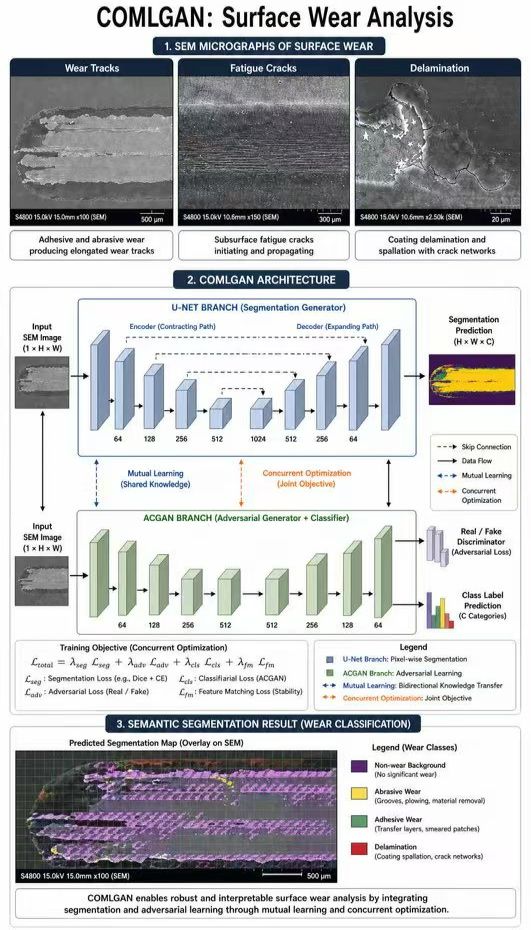 COMLGAN: Surface Wear Analysis
1. SEM MICROGRAPHS OF SURFACE WEAR
Wear Tracks
Fatigue Cracks
Delamination
S4800 15.0kV 15.0mm x100 (SEM)
500 µm
S4800 15.0kV 10.6mm x150 (SEM)
300 µm
S4800 15.0kV 10.6mm x2.50k (SEM)
20 µm
Adhesive and abrasive wear
producing elongated wear tracks
Subsurface fatigue cracks
initiating and propagating
Coating delamination and
spallation with crack networks
2. COMLGAN ARCHITECTURE
U-NET BRANCH (Segmentation Generator)
Input
SEM Image
(1 × H × W)
Encoder (Contracting Path)
Decoder (Expanding Path)
64
128
256
512
1024
512
256
64
Segmentation
Prediction
(H × W × C)
Skip Connection
Data Flow
Mutual Learning
Concurrent
Optimization
Mutual Learning
(Shared Knowledge)
Concurrent Optimization
(Joint Objective)
ACGAN BRANCH (Adversarial Generator + Classifier)
Input
SEM Image
(1 × H × W)
64
128
256
512
512
256
128
64
Real / Fake
Discriminator
(Adversarial Loss)
Class Label
Prediction
(C Categories)
Training Objective (Concurrent Optimization)
ℒtotal = λseg ℒseg + λadv ℒadv + λcls ℒcls + λfm ℒfm
ℒseg: Segmentation Loss (e.g., Dice + CE)
ℒcls: Classifiarial Loss (ACGAN)
ℒadv: Adversarial Loss (Real / Fake)
ℒfm: Feature Matching Loss (Stability)
Legend
U-Net Branch: Pixel-wise Segmentation
ACGAN Branch: Adversarial Learning
Mutual Learning: Bidirectional Knowledge Transfer
Concurrent Optimization: Joint Objective
3. SEMANTIC SEGMENTATION RESULT (WEAR CLASSIFICATION)
Predicted Segmentation Map (Overlay on SEM)
S4800 15.0kV 15.0mm x100 (SEM)
500 µm
Legend (Wear Classes)
Non-wear Background
(No significant wear)
Abrasive Wear
(Grooves, plowing, material removal)
Adhesive Wear
(Transfer layers, smeared patches)
Delamination
(Coating spallation, crack networks)
COMLGAN enables robust and interpretable surface wear analysis by integrating
segmentation and adversarial learning through mutual learning and concurrent optimization.